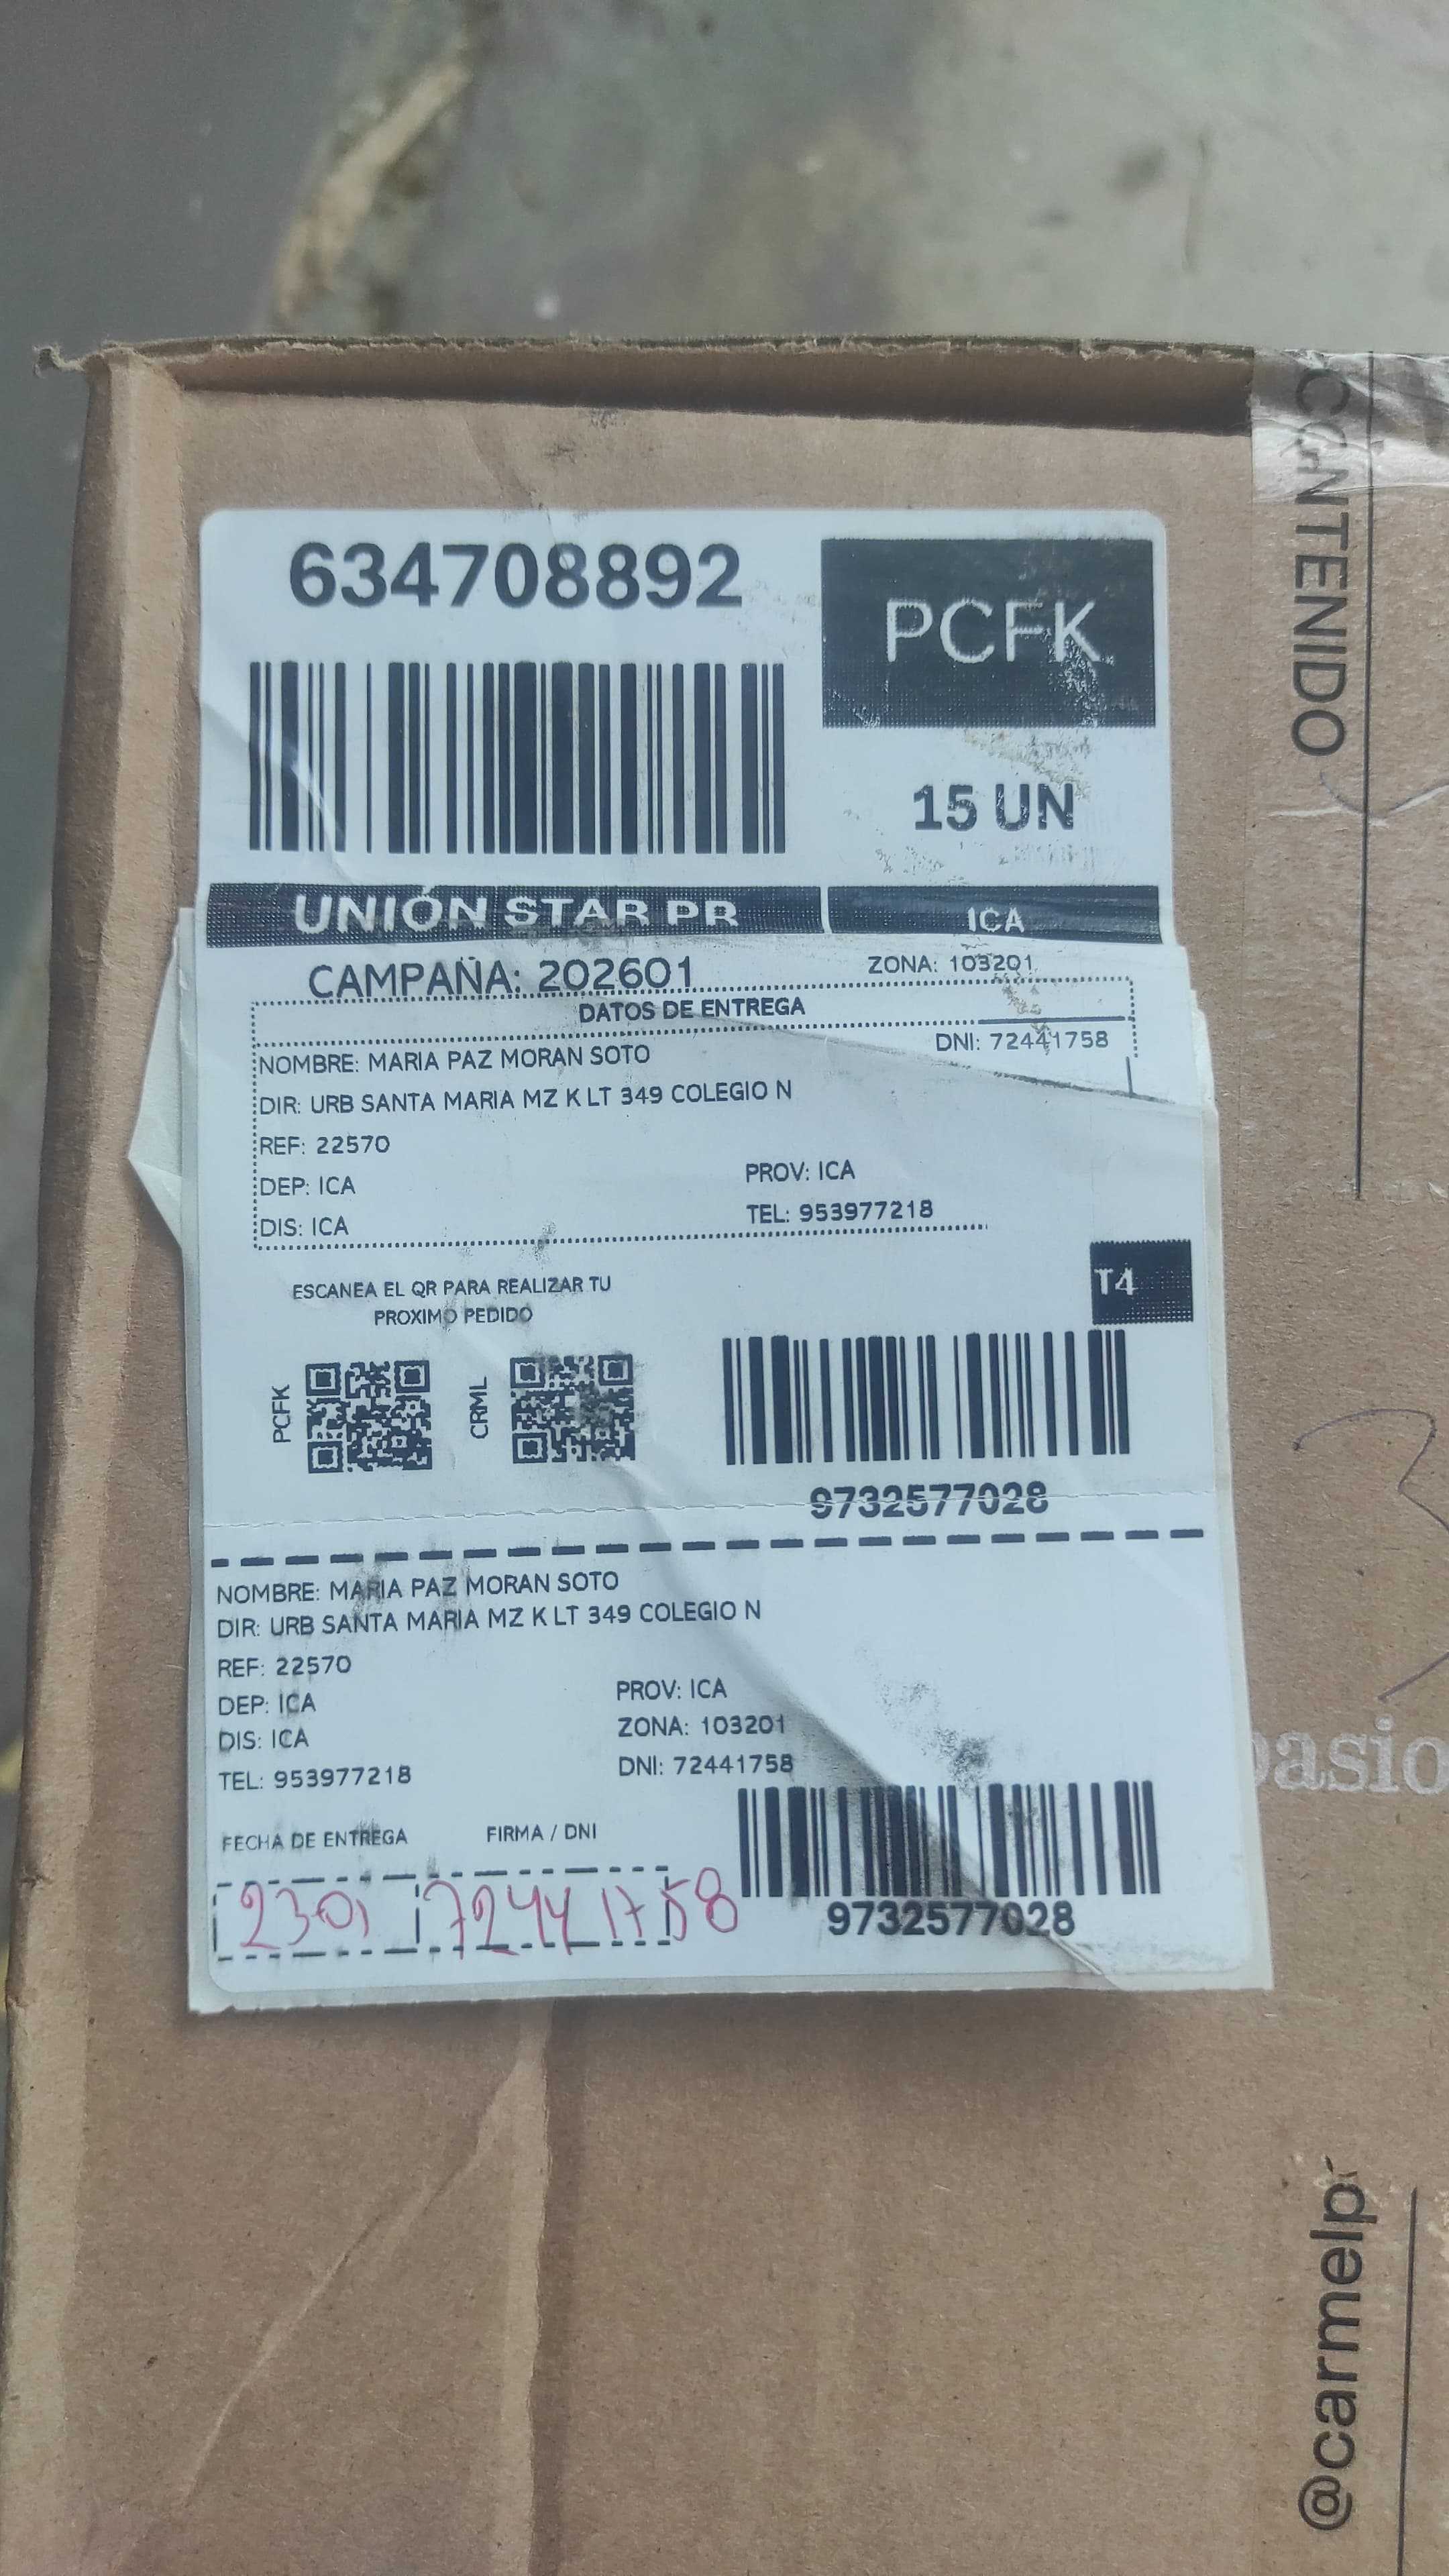 634708892
PCFK
15 UN
UNIÓN STAR PR
ICA
CAMPAÑA: 202601
ZONA: 103201
DATOS DE ENTREGA
NOMBRE: MARIA PAZ MORAN SOTO
DNI: 72441758
DIR: URB SANTA MARIA MZ K LT 349 COLEGIO N
REF: 22570
DEP: ICA
PROV: ICA
DIS: ICA
TEL: 953977218
T4
ESCANEA EL QR PARA REALIZAR TU
PROXIMO PEDIDO
PCFK
CRML
9732577028
NOMBRE: MARIA PAZ MORAN SOTO
DIR: URB SANTA MARIA MZ K LT 349 COLEGIO N
REF: 22570
DEP: ICA
PROV: ICA
DIS: ICA
ZONA: 103201
TEL: 953977218
DNI: 72441758
FECHA DE ENTREGA
FIRMA / DNI
72441758
9732577028
CONTENIDO
@carmelp